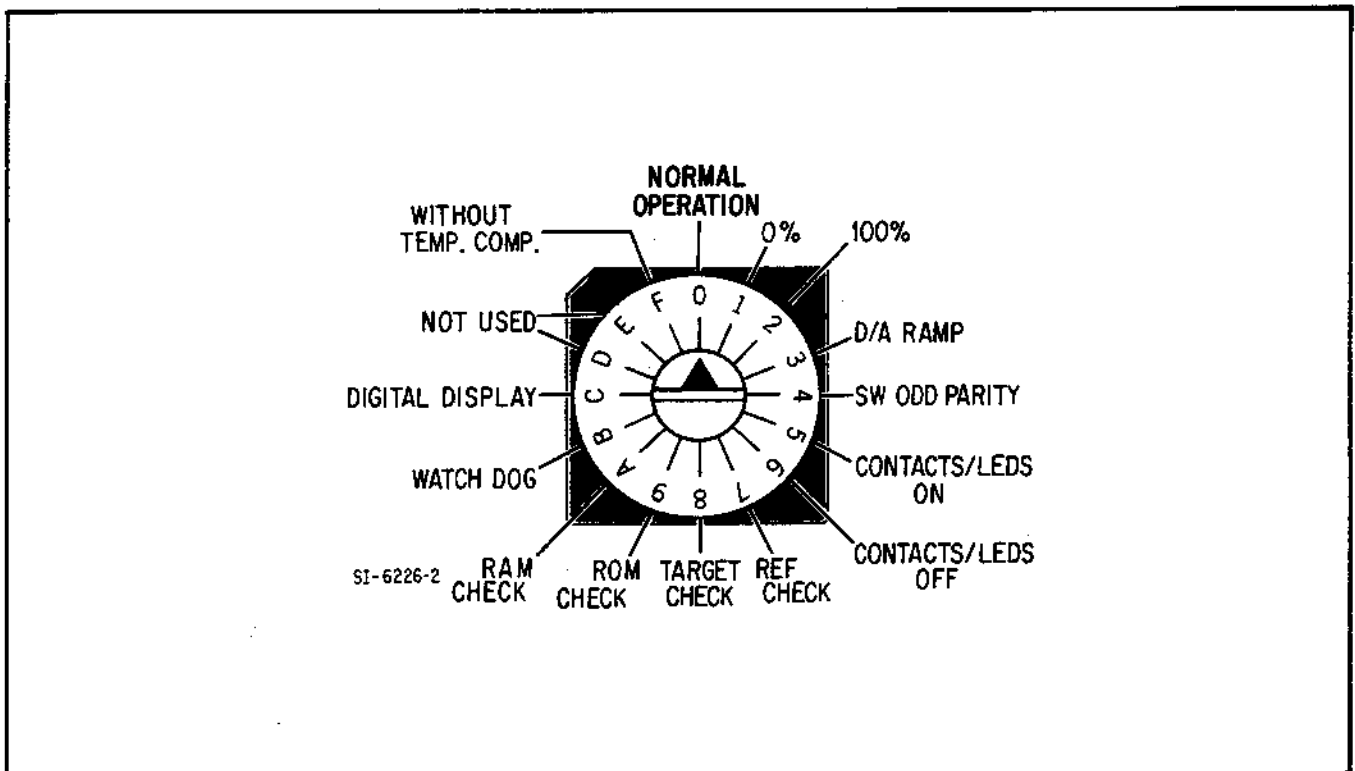 NORMAL
OPERATION
WITHOUT
TEMP. COMP.
0%
100%
NOT USED
D/A RAMP
DIGITAL DISPLAY
SW ODD PARITY
WATCH DOG
CONTACTS/LEDS
ON
CONTACTS/LEDS
OFF
RAM
CHECK
ROM
CHECK
TARGET
CHECK
REF
CHECK
SI-6226-2
0
1
2
3
4
5
6
7
8
9
A
B
C
D
E
F